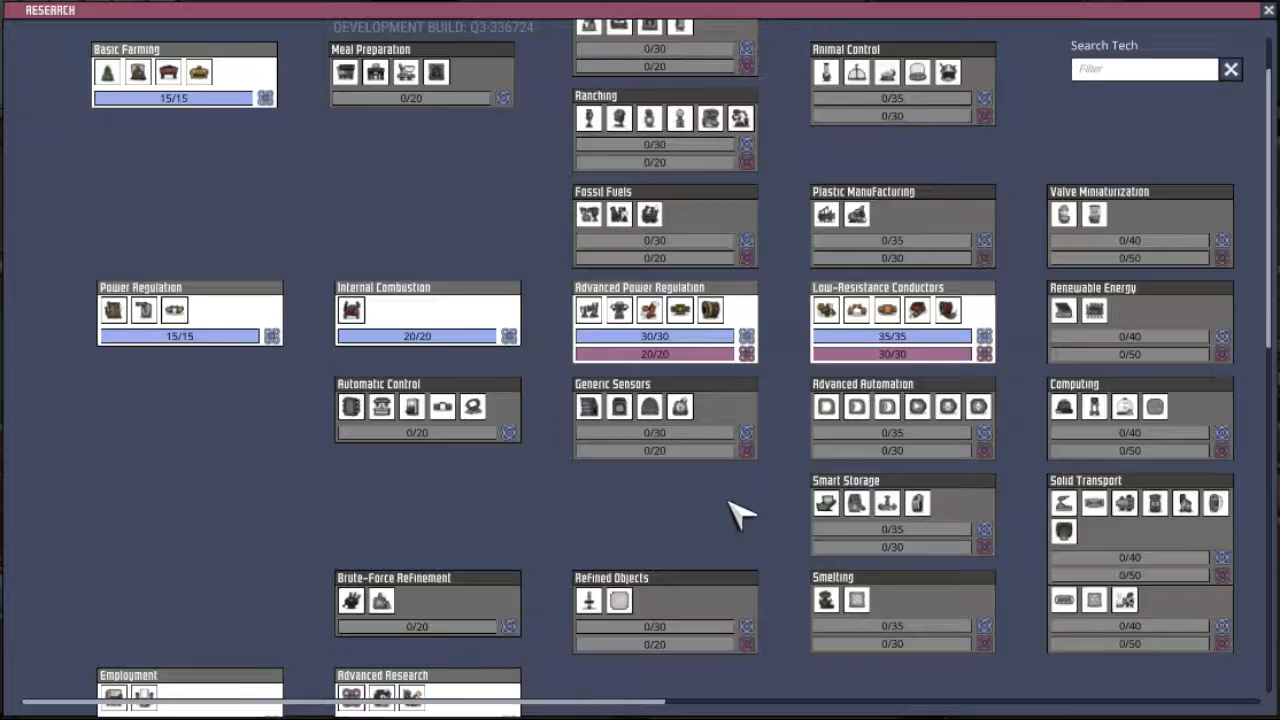 RESEARCH
DEVELOPMENT BUILD: Q3-336724
0/30
0/20
Basic Farming
15/15
Meal Preparation
0/20
Animal Control
0/35
0/30
Search Tech
Filter
Ranching
0/30
0/20
Fossil Fuels
0/30
0/20
Plastic Manufacturing
0/35
0/30
Valve Miniaturization
0/40
0/50
Power Regulation
15/15
Internal Combustion
20/20
Advanced Power Regulation
30/30
20/20
Low-Resistance Conductors
35/35
30/30
Renewable Energy
0/40
0/50
Automatic Control
0/20
Generic Sensors
0/30
0/20
Advanced Automation
0/35
0/30
Computing
0/40
0/50
Smart Storage
0/35
0/30
Solid Transport
0/40
0/50
Brute-Force Refinement
0/20
Refined Objects
0/30
0/20
Smelting
0/35
0/30
0/40
0/50
Employment
Advanced Research